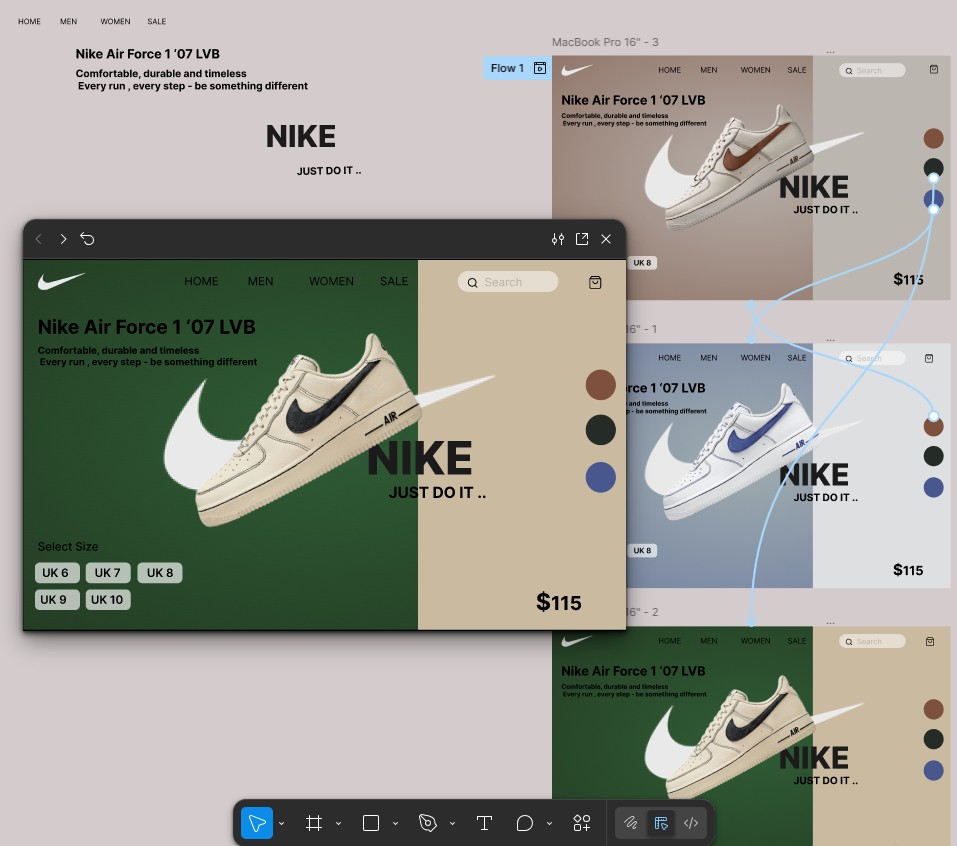 HOME MEN WOMEN SALE
Nike Air Force 1 ‘07 LVB
Comfortable, durable and timeless
Every run , every step - be something different
NIKE
JUST DO IT ..
MacBook Pro 16" - 3
...
Flow 1
HOME MEN WOMEN SALE
Search
Nike Air Force 1 ‘07 LVB
Comfortable, durable and timeless
Every run , every step - be something different
AIR
NIKE
JUST DO IT ..
UK 8
$115
HOME MEN WOMEN SALE
Search
Nike Air Force 1 ‘07 LVB
Comfortable, durable and timeless
Every run , every step - be something different
AIR
NIKE
JUST DO IT ..
Select Size
UK 6 UK 7 UK 8
UK 9 UK 10
$115
16" - 1
...
HOME MEN WOMEN SALE
Search
rce 1 ‘07 LVB
and timeless
step - be something different
AIR
NIKE
JUST DO IT ..
UK 8
$115
16" - 2
...
HOME MEN WOMEN SALE
Search
Nike Air Force 1 ‘07 LVB
Comfortable, durable and timeless
Every run , every step - be something different
AIR
NIKE
JUST DO IT ..